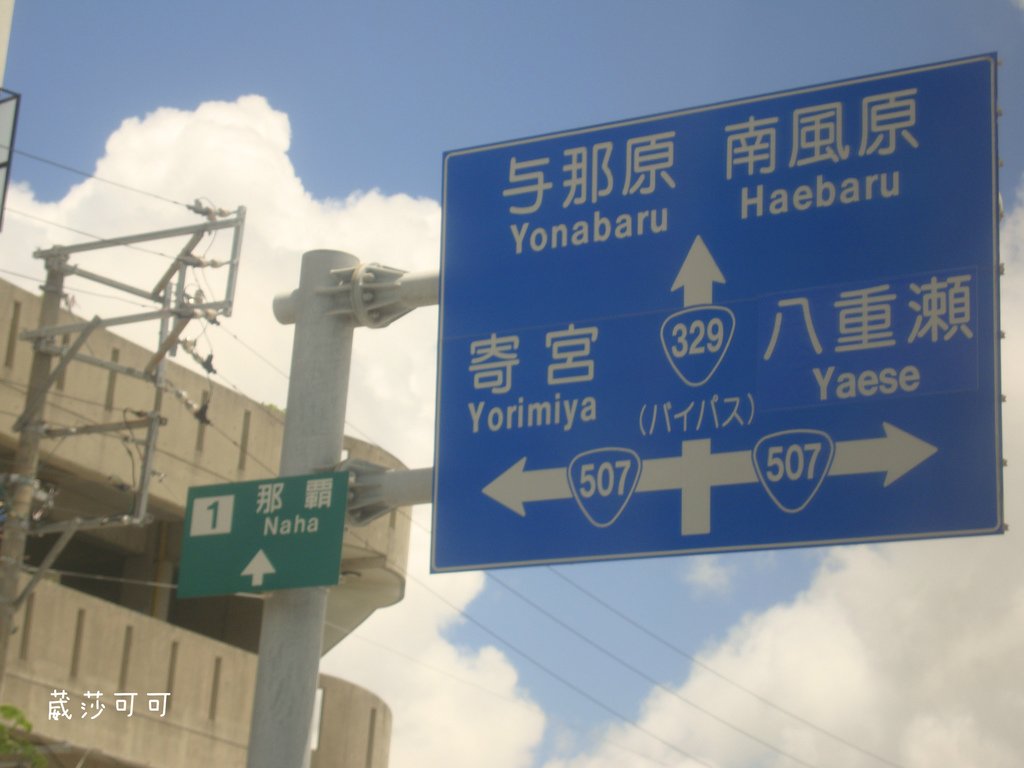 与那原 南風原
Yonabaru Haebaru
329
寄宮 八重瀬
Yorimiya Yaese
(バイパス)
507 507
1 那覇
Naha
葳莎可可